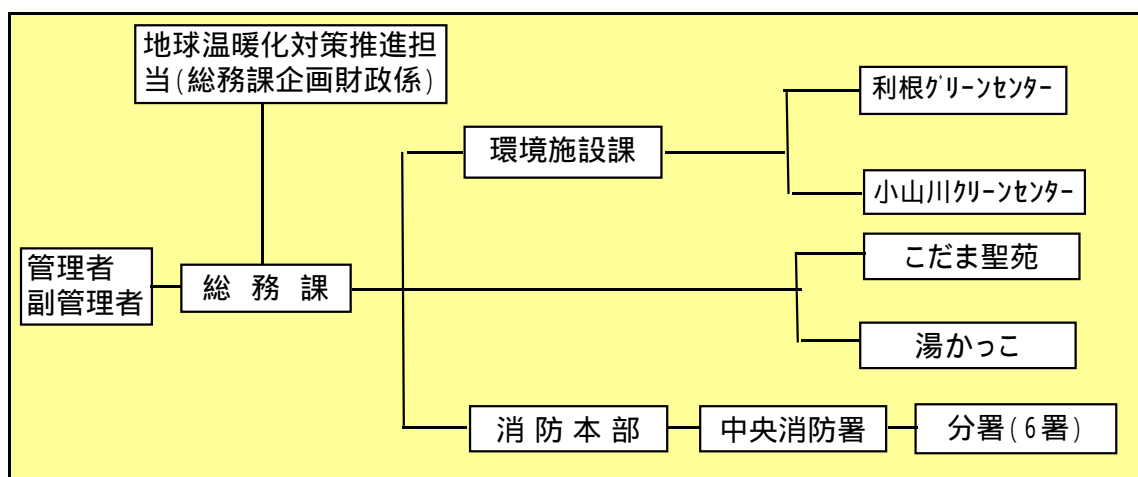 地球温暖化対策推進担
当(総務課企画財政係)
利根グリーンセンター
環境施設課
小山川クリーンセンター
管理者
副管理者
総務課
こだま聖苑
湯かっこ
消防本部
中央消防署
分署(6署)